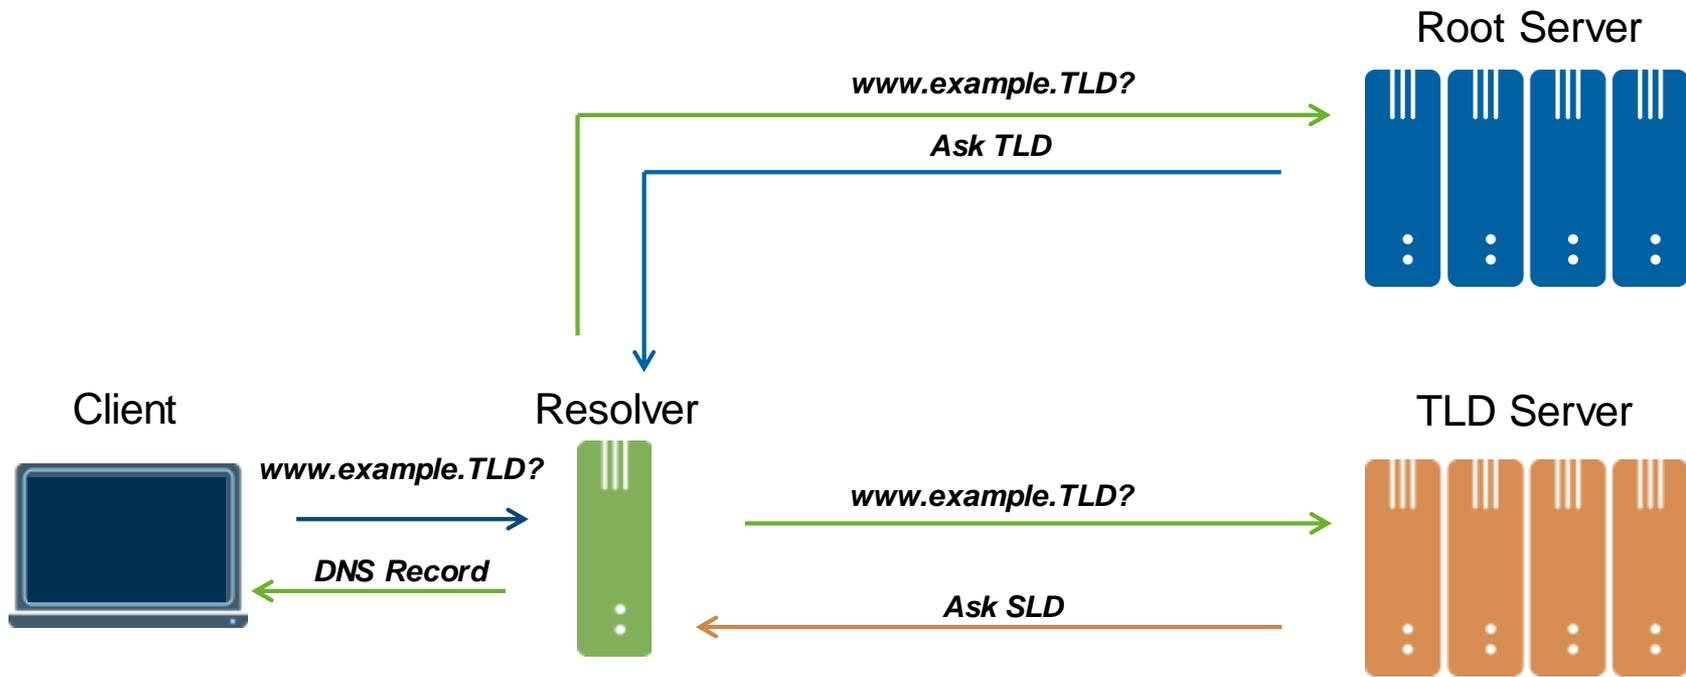 Root Server
www.example.TLD?
Ask TLD
Client
Resolver
TLD Server
www.example.TLD?
www.example.TLD?
DNS Record
Ask SLD